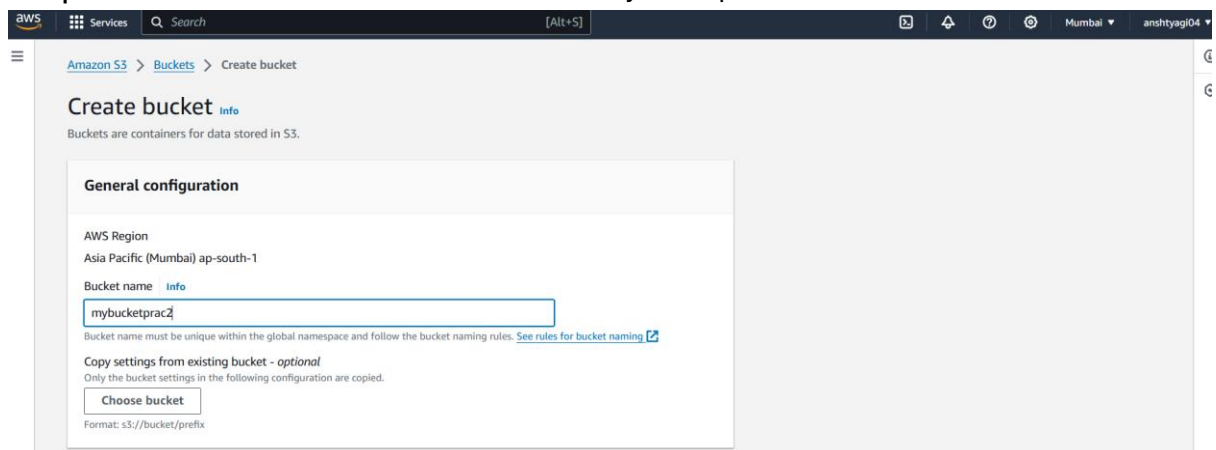 aws Services Search [Alt+S] Mumbai ▼ anshtyagi04 ▼
Amazon S3 > Buckets > Create bucket
Create bucket Info
Buckets are containers for data stored in S3.
General configuration
AWS Region
Asia Pacific (Mumbai) ap-south-1
Bucket name Info
mybucketprac2
Bucket name must be unique within the global namespace and follow the bucket naming rules. See rules for bucket naming
Copy settings from existing bucket - optional
Only the bucket settings in the following configuration are copied.
Choose bucket
Format: s3://bucket/prefix